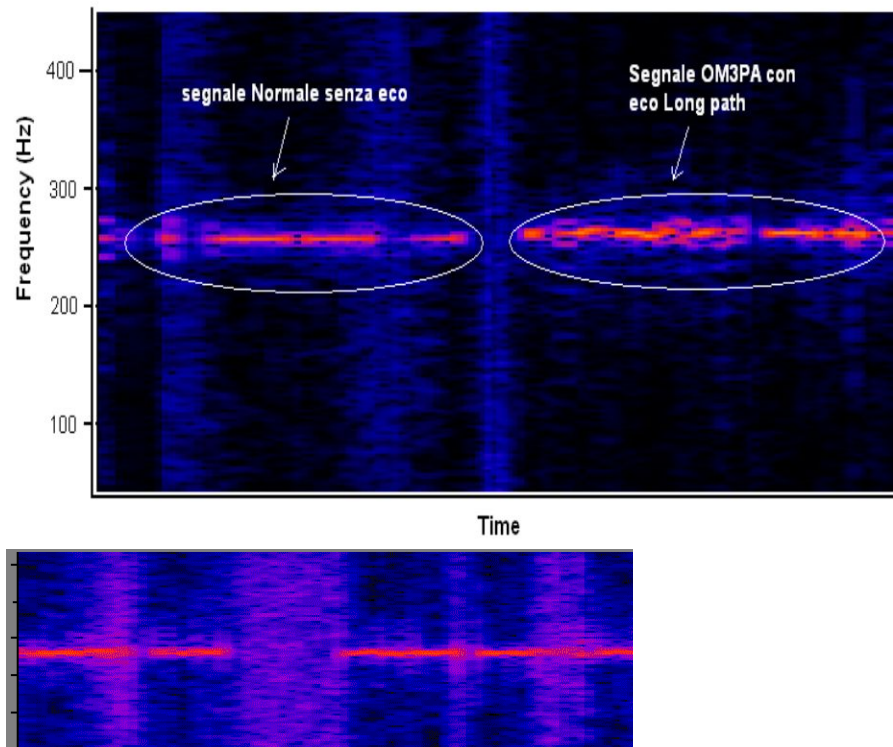 400
segnale Normale senza eco
Segnale OM3PA con
eco Long path
Frequency (Hz)
300
200
100
Time